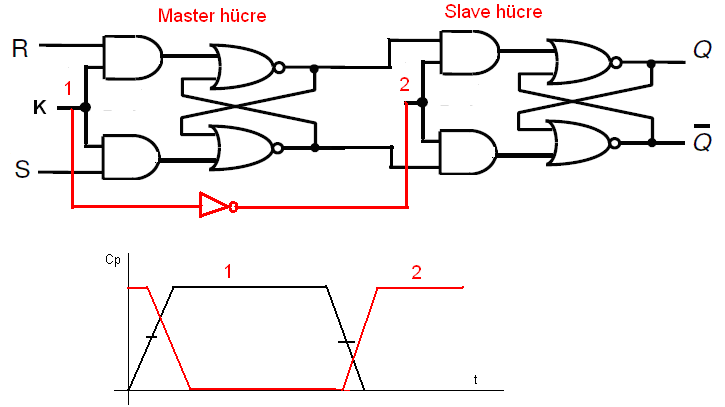 Master hücre
Slave hücre
R
Q
1
2
K
Q̅
S
Cp
1
2
t